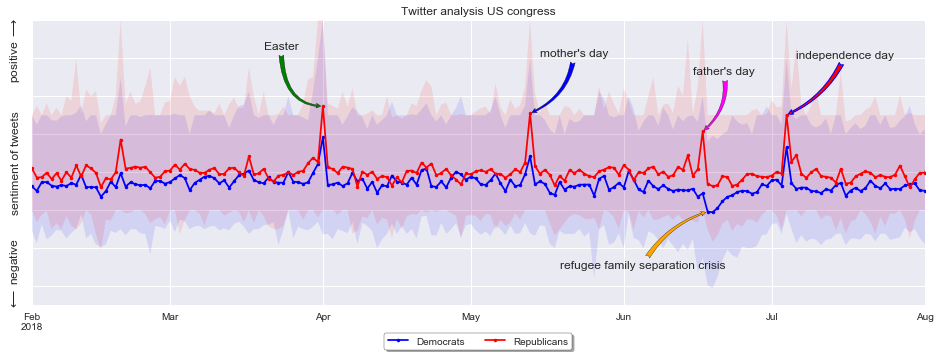 Twitter analysis US congress
Easter
mother's day
father's day
independence day
refugee family separation crisis
⟵ negative sentiment of tweets positive ⟶
Feb Mar Apr May Jun Jul Aug
2018
Democrats Republicans